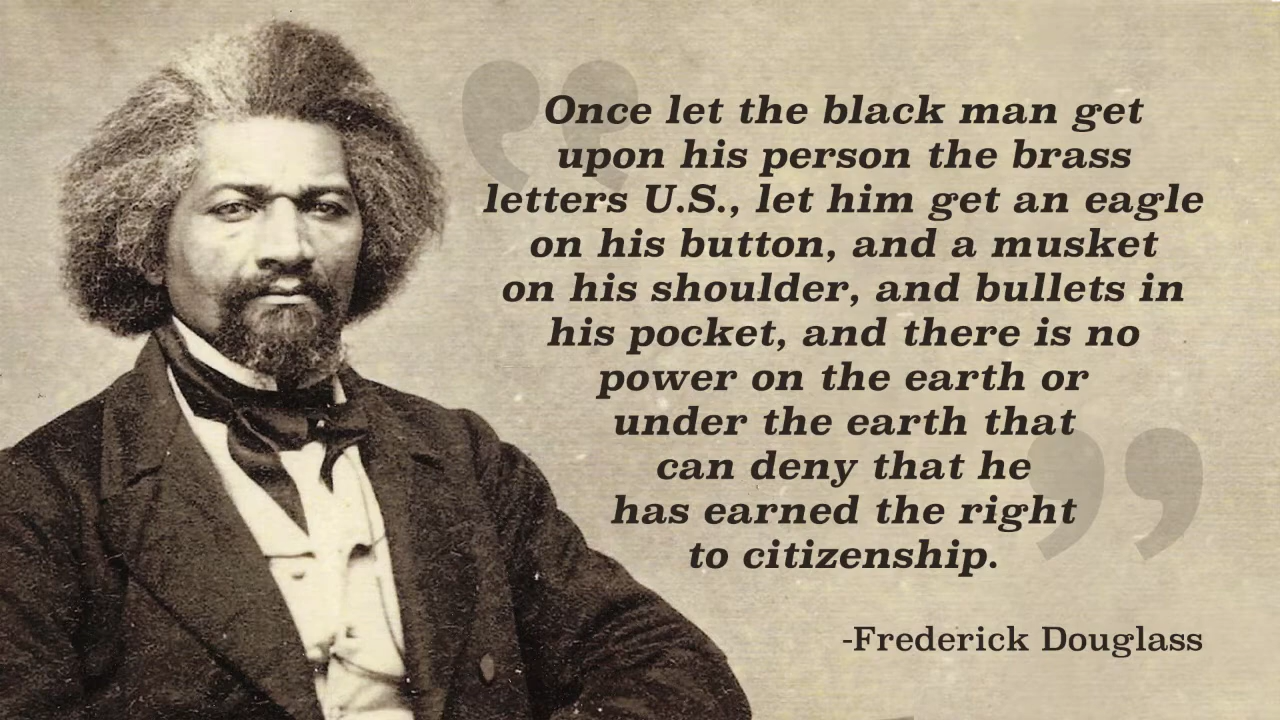 Once let the black man get
upon his person the brass
letters U.S., let him get an eagle
on his button, and a musket
on his shoulder, and bullets in
his pocket, and there is no
power on the earth or
under the earth that
can deny that he
has earned the right
to citizenship.
-Frederick Douglass